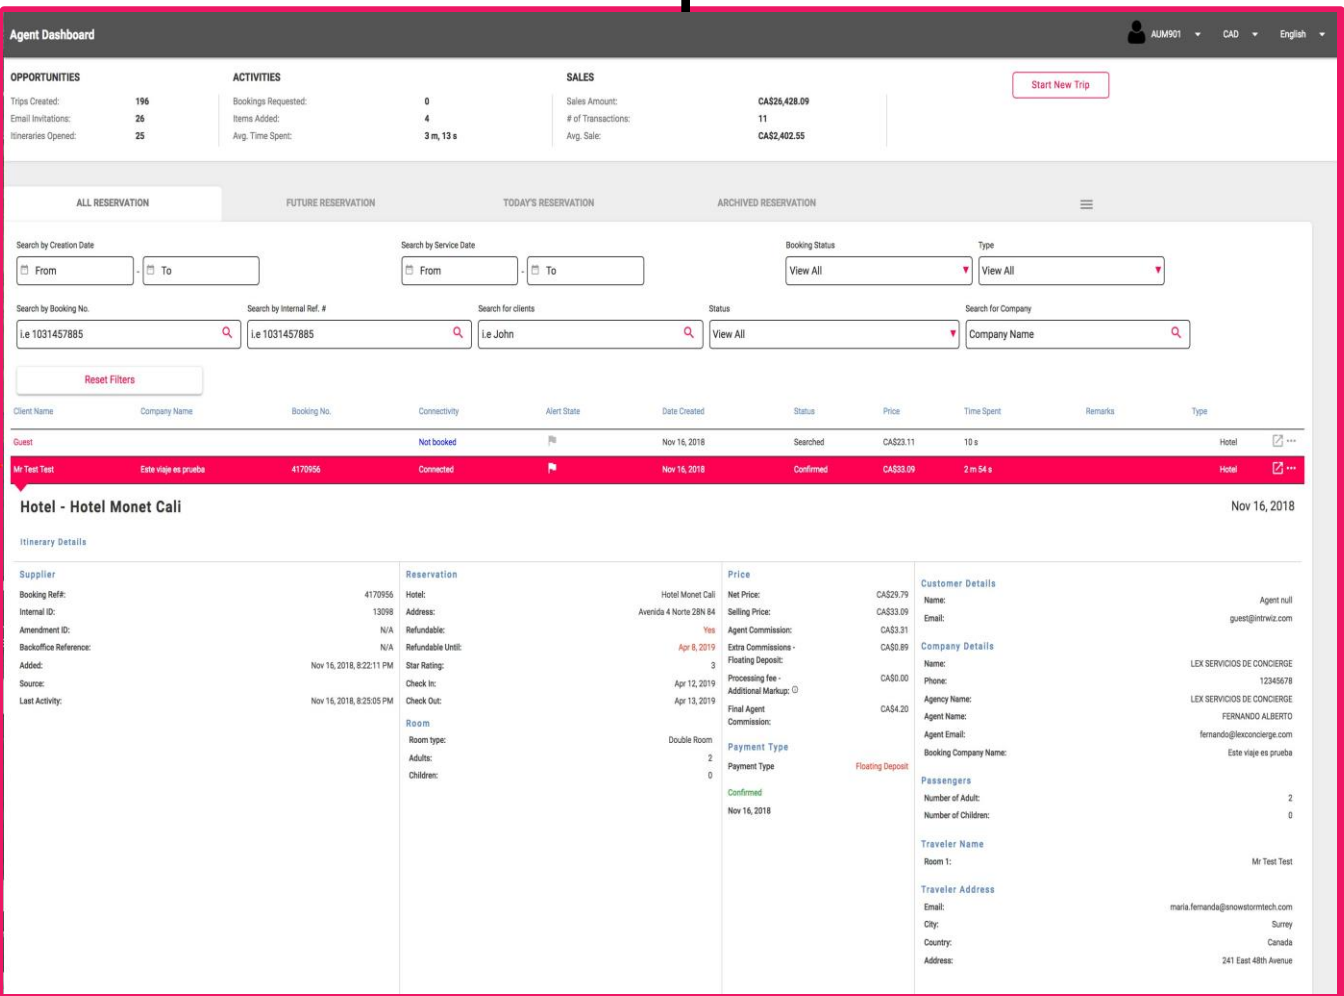 Agent Dashboard
AUM901 CAD English
OPPORTUNITIES ACTIVITIES SALES
Start New Trip
Trips Created: 196 Bookings Requested: 0 Sales Amount: CA$26,428.09
Email Invitations: 26 Items Added: 4 # of Transactions: 11
Itineraries Opened: 25 Avg. Time Spent: 3 m, 13 s Avg. Sale: CA$2,402.55
ALL RESERVATION FUTURE RESERVATION TODAY'S RESERVATION ARCHIVED RESERVATION
Search by Creation Date Search by Service Date Booking Status Type
From - To From - To View All View All
Search by Booking No. Search by Internal Ref. # Search for clients Status Search for Company
i.e 1031457885 i.e 1031457885 i.e John View All Company Name
Reset Filters
Client Name Company Name Booking No. Connectivity Alert State Date Created Status Price Time Spent Remarks Type
Guest Not booked Nov 16, 2018 Searched CA$23.11 10 s Hotel
Mr Test Test Este viaje es prueba 4170956 Connected Nov 16, 2018 Confirmed CA$33.09 2 m 54 s Hotel
Hotel - Hotel Monet Cali Nov 16, 2018
Itinerary Details
Supplier
Booking Ref#: 4170956
Internal ID: 13098
Amendment ID: N/A
Backoffice Reference: N/A
Added: Nov 16, 2018, 8:22:11 PM
Source:
Last Activity: Nov 16, 2018, 8:25:05 PM
Reservation
Hotel: Hotel Monet Cali
Address: Avenida 4 Norte 28N 84
Refundable: Yes
Refundable Until: Apr 8, 2019
Star Rating: 3
Check In: Apr 12, 2019
Check Out: Apr 13, 2019
Room
Room type: Double Room
Adults: 2
Children: 0
Price
Net Price: CA$29.79
Selling Price: CA$33.09
Agent Commission: CA$3.31
Extra Commissions - CA$0.89
Floating Deposit:
Processing fee - CA$0.00
Additional Markup:
Final Agent CA$4.20
Commission:
Payment Type
Payment Type Floating Deposit
Confirmed
Nov 16, 2018
Customer Details
Name: Agent null
Email: guest@intrwiz.com
Company Details
Name: LEX SERVICIOS DE CONCIERGE
Phone: 12345678
Agency Name: LEX SERVICIOS DE CONCIERGE
Agent Name: FERNANDO ALBERTO
Agent Email: fernando@lexconcierge.com
Booking Company Name: Este viaje es prueba
Passengers
Number of Adult: 2
Number of Children: 0
Traveler Name
Room 1: Mr Test Test
Traveler Address
Email: maria.fernanda@snowstormtech.com
City: Surrey
Country: Canada
Address: 241 East 48th Avenue